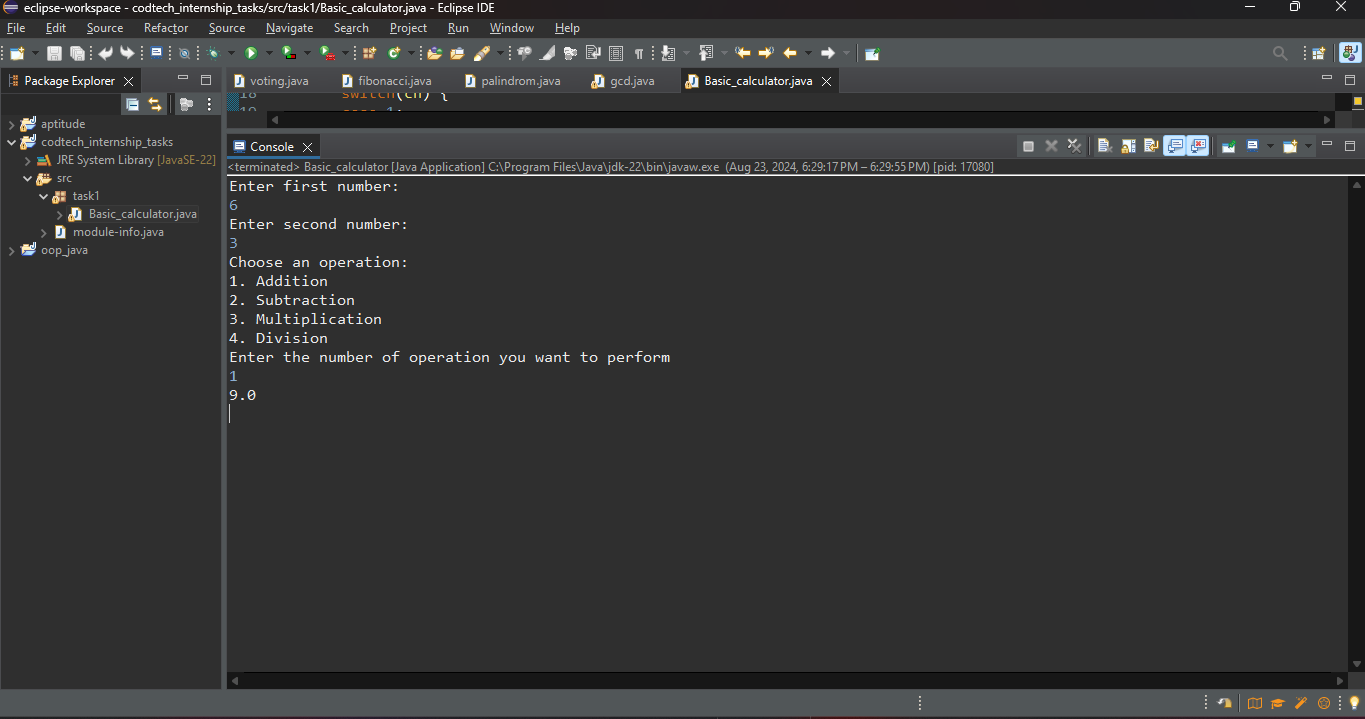 eclipse-workspace - codtech_internship_tasks/src/task1/Basic_calculator.java - Eclipse IDE
File Edit Source Refactor Source Navigate Search Project Run Window Help
Package Explorer
voting.java fibonacci.java palindrom.java gcd.java Basic_calculator.java
18 switch(ch) {
aptitude
codtech_internship_tasks
JRE System Library [JavaSE-22]
src
task1
Basic_calculator.java
module-info.java
oop_java
Console
<terminated> Basic_calculator [Java Application] C:\Program Files\Java\jdk-22\bin\javaw.exe (Aug 23, 2024, 6:29:17 PM – 6:29:55 PM) [pid: 17080]
Enter first number:
6
Enter second number:
3
Choose an operation:
1. Addition
2. Subtraction
3. Multiplication
4. Division
Enter the number of operation you want to perform
1
9.0